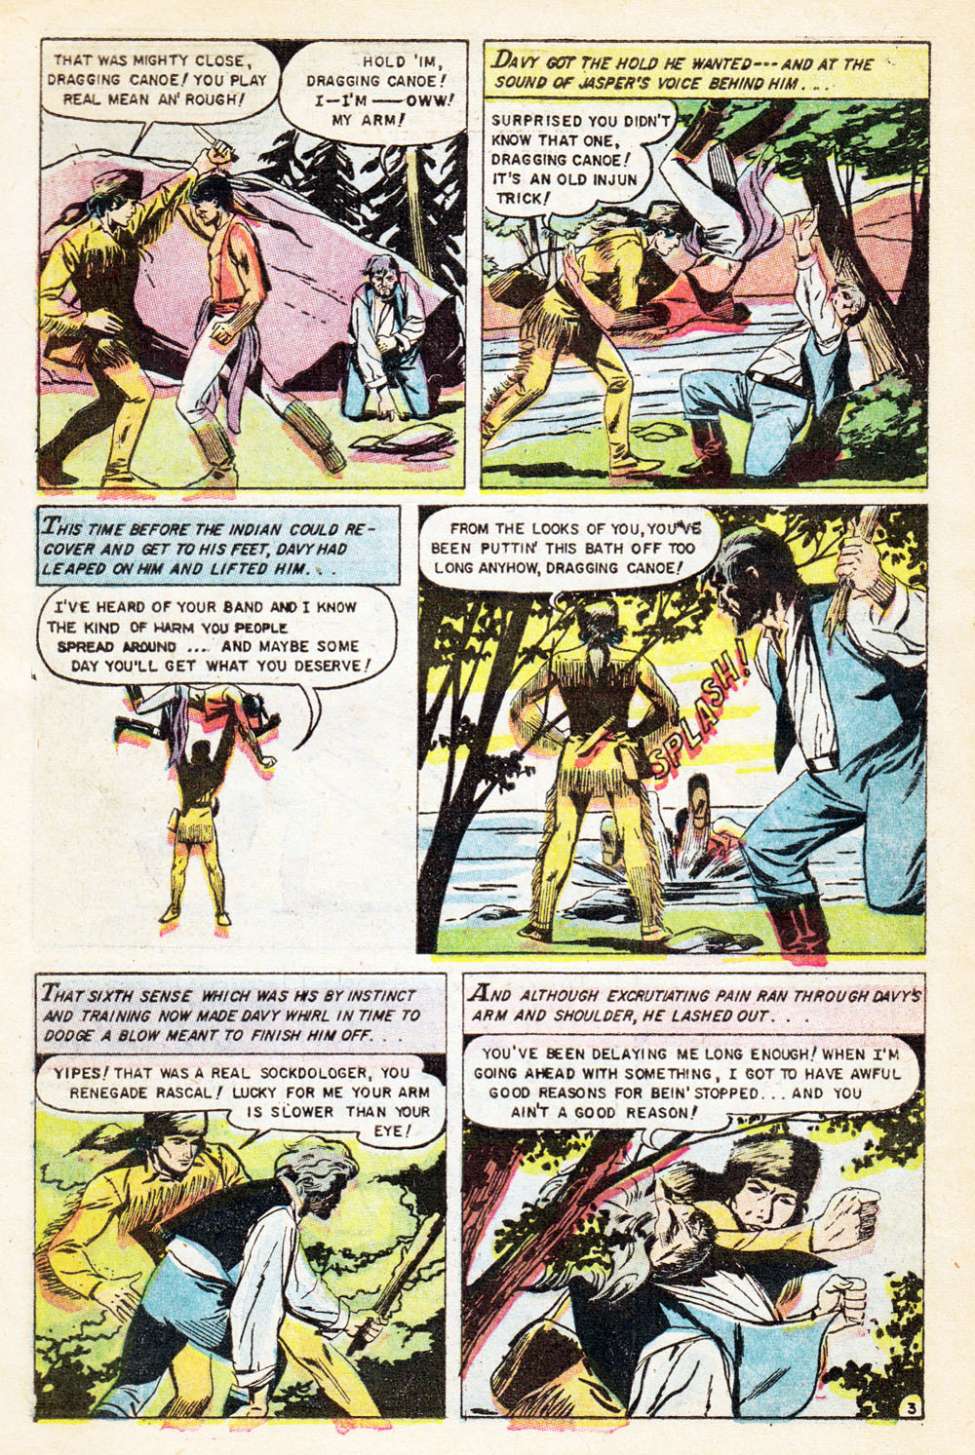 THAT WAS MIGHTY CLOSE,
DRAGGING CANOE! YOU PLAY
REAL MEAN AN' ROUGH!
HOLD 'IM,
DRAGGING CANOE!
I--I'M ---OWW!
MY ARM!
DAVY GOT THE HOLD HE WANTED--- AND AT THE
SOUND OF JASPER'S VOICE BEHIND HIM....
SURPRISED YOU DIDN'T
KNOW THAT ONE,
DRAGGING CANOE!
IT'S AN OLD INJUN
TRICK!
THIS TIME BEFORE THE INDIAN COULD RE-
COVER AND GET TO HIS FEET, DAVY HAD
LEAPED ON HIM AND LIFTED HIM...
I'VE HEARD OF YOUR BAND AND I KNOW
THE KIND OF HARM YOU PEOPLE
SPREAD AROUND .... AND MAYBE SOME
DAY YOU'LL GET WHAT YOU DESERVE!
FROM THE LOOKS OF YOU, YOU'VE
BEEN PUTTIN' THIS BATH OFF TOO
LONG ANYHOW, DRAGGING CANOE!
SPLASH!
THAT SIXTH SENSE WHICH WAS HIS BY INSTINCT
AND TRAINING NOW MADE DAVY WHIRL IN TIME TO
DODGE A BLOW MEANT TO FINISH HIM OFF...
YIPES! THAT WAS A REAL SOCKDOLOGER, YOU
RENEGADE RASCAL! LUCKY FOR ME YOUR ARM
IS SLOWER THAN YOUR
EYE!
AND ALTHOUGH EXCRUTIATING PAIN RAN THROUGH DAVY'S
ARM AND SHOULDER, HE LASHED OUT. . . .
YOU'VE BEEN DELAYING ME LONG ENOUGH! WHEN I'M
GOING AHEAD WITH SOMETHING, I GOT TO HAVE AWFUL
GOOD REASONS FOR BEIN' STOPPED... AND YOU
AIN'T A GOOD REASON!
3